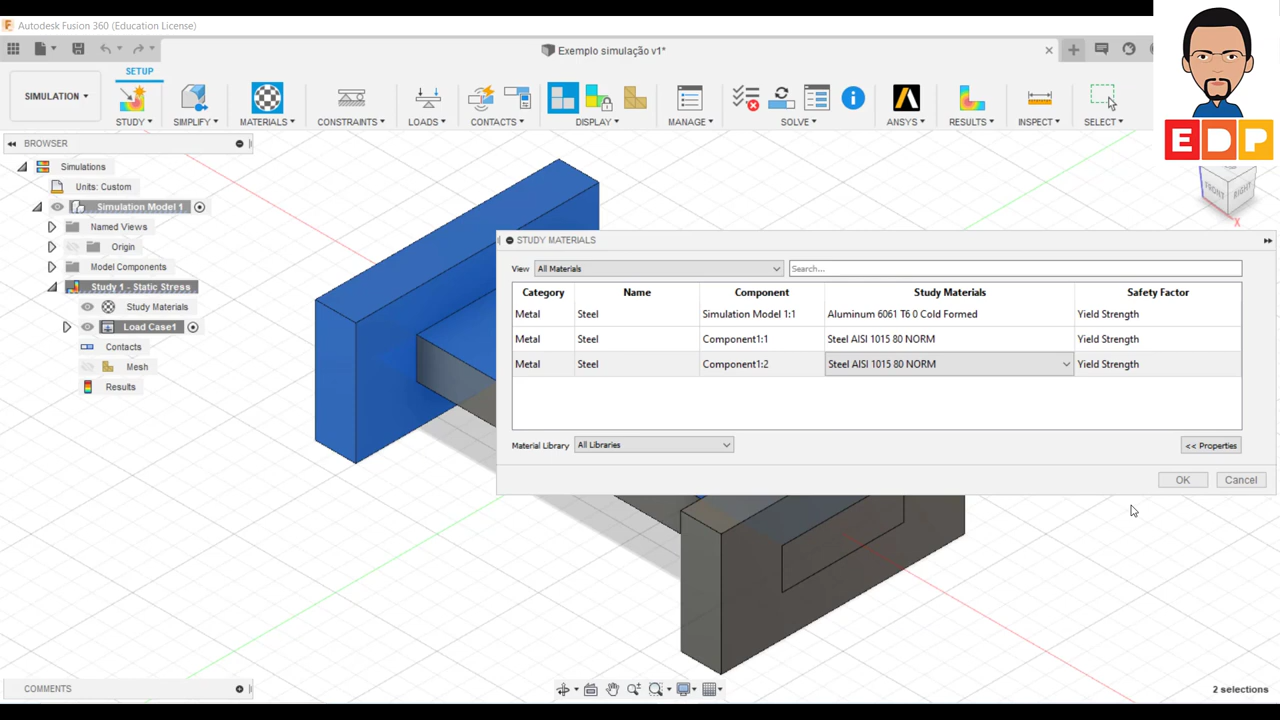 Autodesk Fusion 360 (Education License)
Exemplo simulação v1*
SETUP
SIMULATION
STUDY
SIMPLIFY
MATERIALS
CONSTRAINTS
LOADS
CONTACTS
DISPLAY
MANAGE
SOLVE
ANSYS
RESULTS
INSPECT
SELECT
EDP
BROWSER
Simulations
Units: Custom
Simulation Model 1
Named Views
Origin
Model Components
Study 1 - Static Stress
Study Materials
Load Case1
Contacts
Mesh
Results
FRONT
RIGHT
X
STUDY MATERIALS
View All Materials Search...
Category Name Component Study Materials Safety Factor
Metal Steel Simulation Model 1:1 Aluminum 6061 T6 0 Cold Formed Yield Strength
Metal Steel Component1:1 Steel AISI 1015 80 NORM Yield Strength
Metal Steel Component1:2 Steel AISI 1015 80 NORM Yield Strength
Material Library All Libraries << Properties
OK Cancel
COMMENTS
2 selections